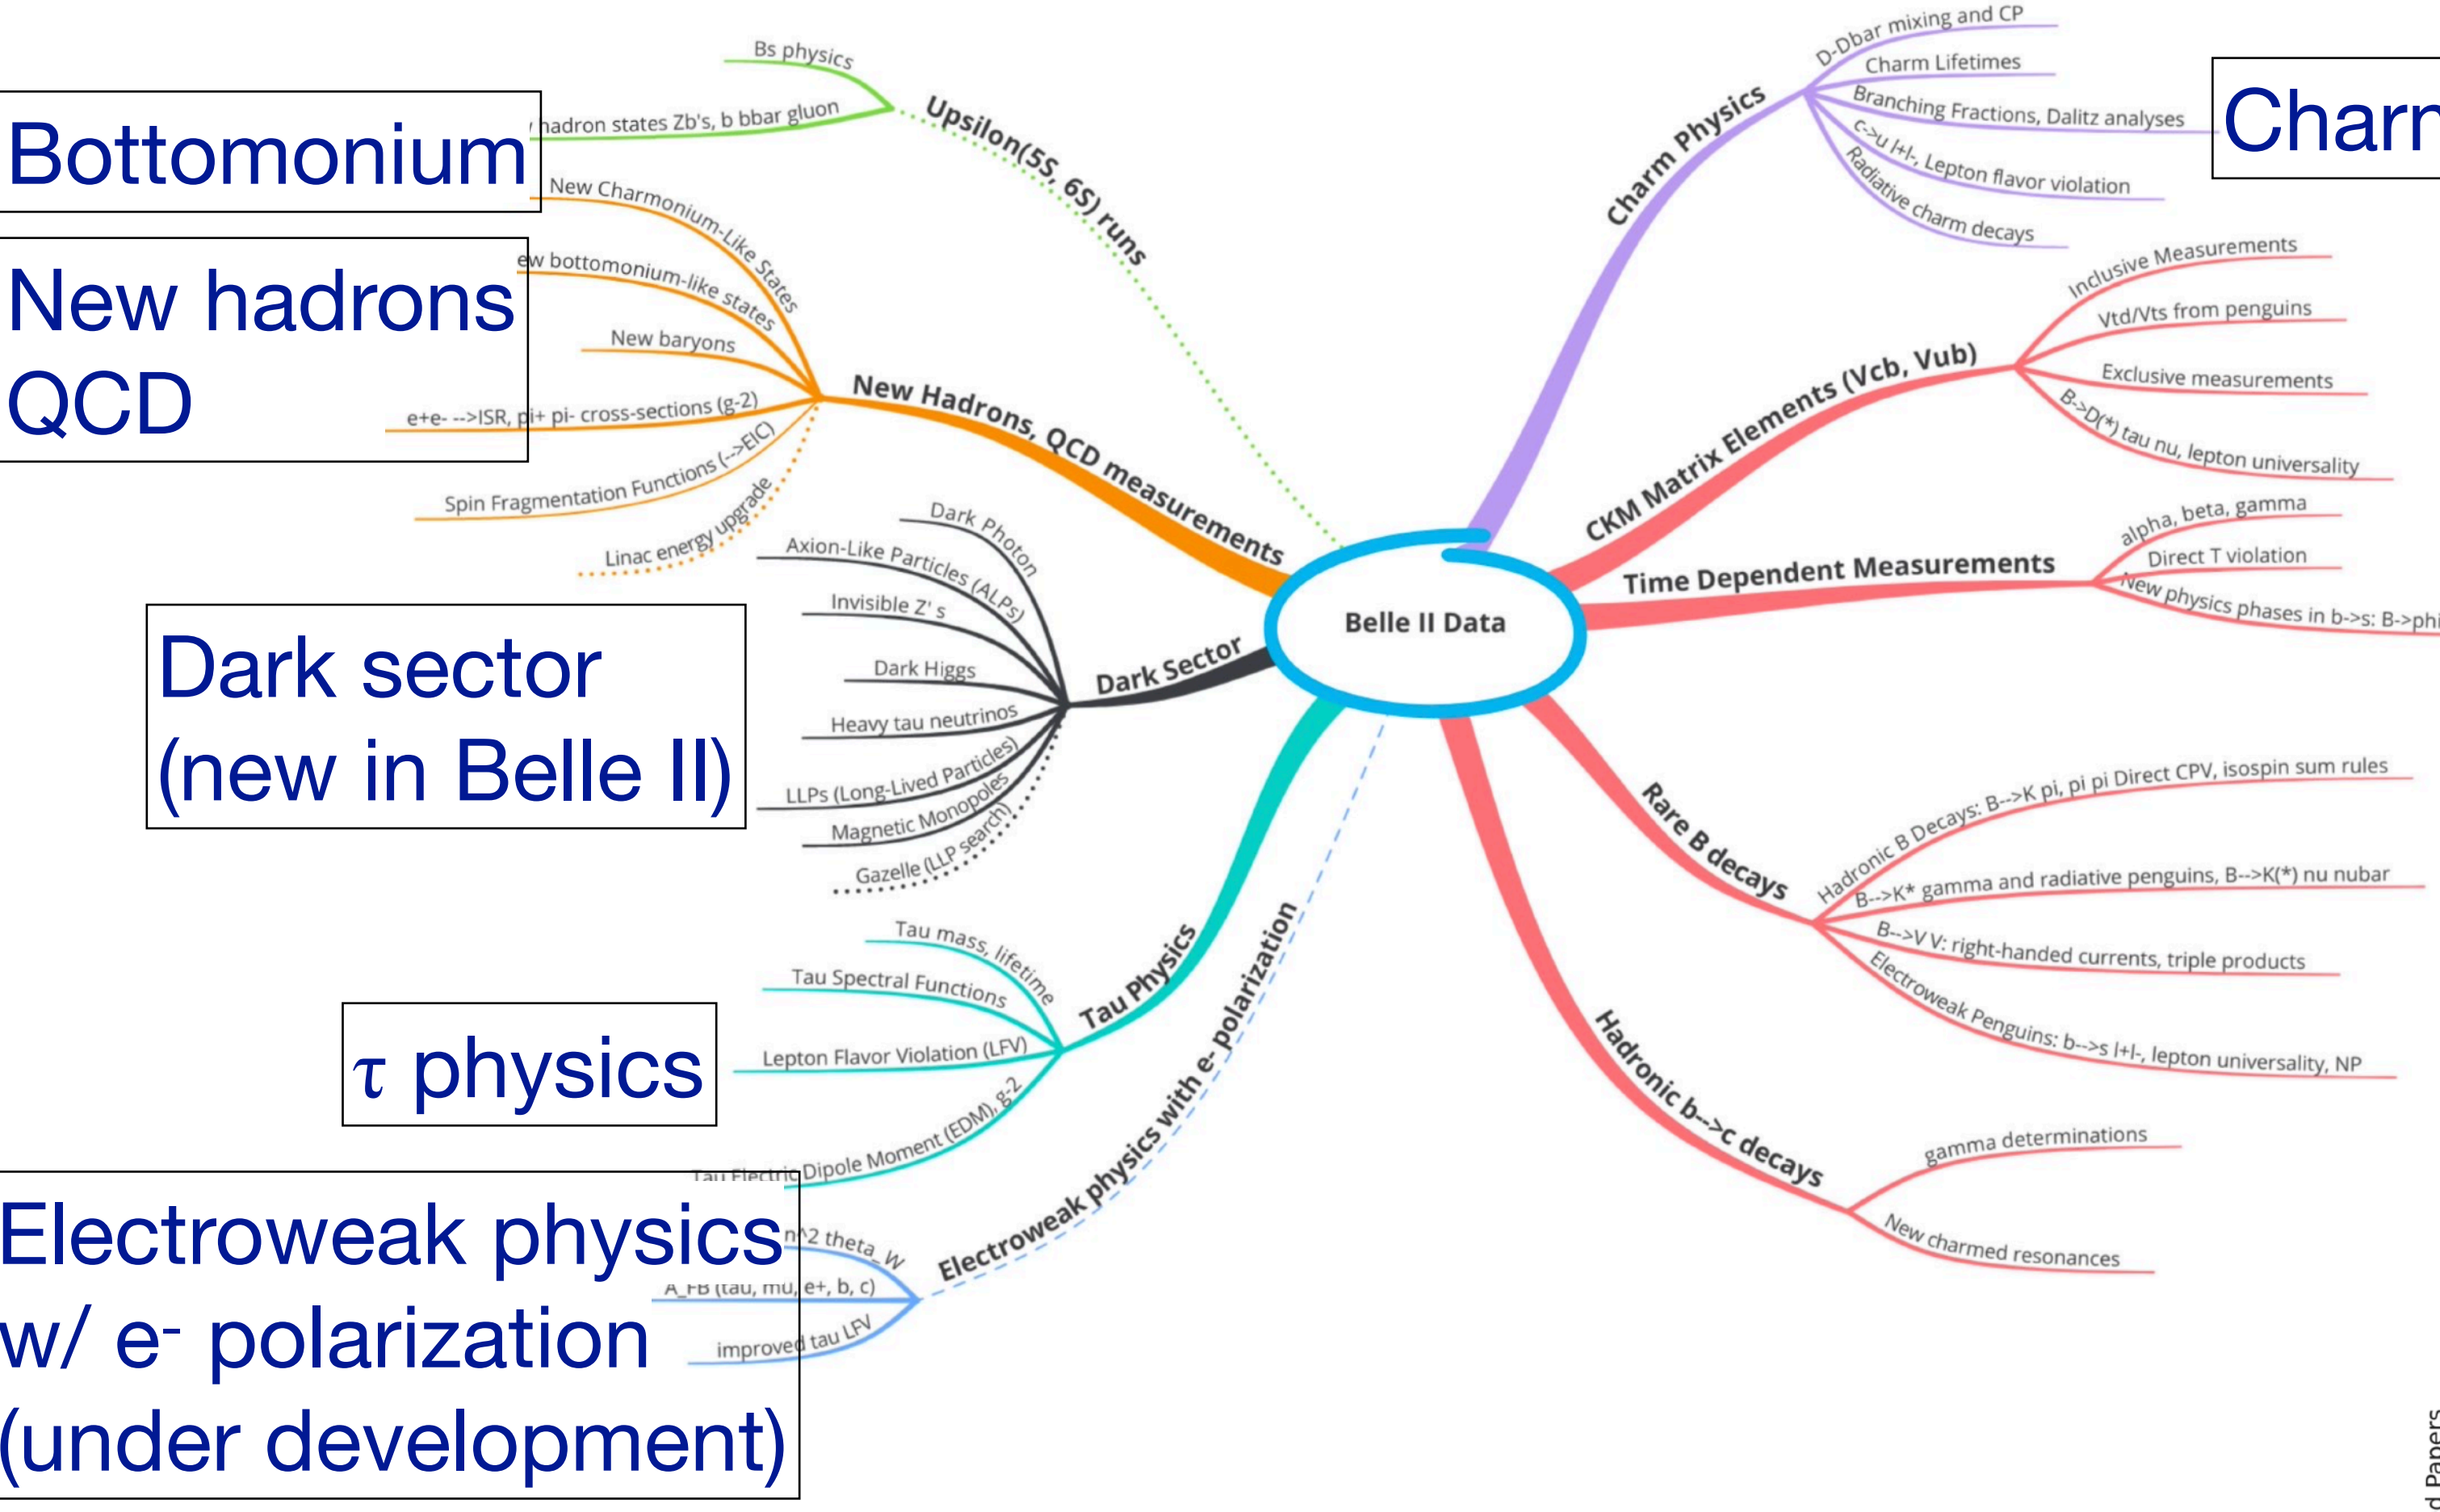 Bottomonium
New hadrons
QCD
Dark sector
(new in Belle II)
τ physics
Electroweak physics
w/ e- polarization
(under development)
Belle II Data
Upsilon(5S, 6S) runs
Bs physics
hadron states Zb's, b bbar gluon
New Hadrons, QCD measurements
New Charmonium-Like States
ew bottomonium-like states
New baryons
e+e- -->ISR, pi+ pi- cross-sections (g-2)
Spin Fragmentation Functions (-->EIC)
Linac energy upgrade
Dark Sector
Dark Photon
Axion-Like Particles (ALPs)
Invisible Z' s
Dark Higgs
Heavy tau neutrinos
LLPs (Long-Lived Particles)
Magnetic Monopoles
Gazelle (LLP search)
Tau Physics
Tau mass, lifetime
Tau Spectral Functions
Lepton Flavor Violation (LFV)
Tau Electric Dipole Moment (EDM), g-2
Electroweak physics with e- polarization
n^2 theta_W
A_FB (tau, mu, e+, b, c)
improved tau LFV
Charm Physics
D-Dbar mixing and CP
Charm Lifetimes
Branching Fractions, Dalitz analyses
c->u l+l-, Lepton flavor violation
Radiative charm decays
CKM Matrix Elements (Vcb, Vub)
Inclusive Measurements
Vtd/Vts from penguins
Exclusive measurements
B->D(*) tau nu, lepton universality
Time Dependent Measurements
alpha, beta, gamma
Direct T violation
New physics phases in b->s: B->phi
Rare B decays
Hadronic B Decays: B-->K pi, pi pi Direct CPV, isospin sum rules
B-->K* gamma and radiative penguins, B-->K(*) nu nubar
B-->V V: right-handed currents, triple products
Electroweak Penguins: b-->s l+l-, lepton universality, NP
Hadronic b-->c decays
gamma determinations
New charmed resonances
d Papers